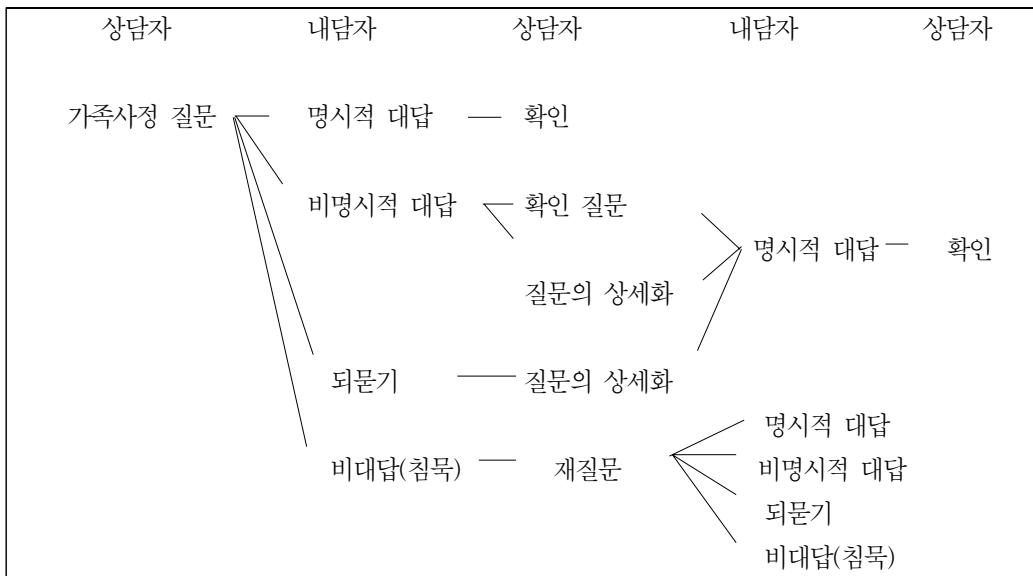 상담자 내담자 상담자 내담자 상담자
가족사정 질문 명시적 대답 확인
비명시적 대답 확인 질문
명시적 대답 확인
질문의 상세화
되묻기 질문의 상세화
명시적 대답
비대답(침묵) 재질문 비명시적 대답
되묻기
비대답(침묵)